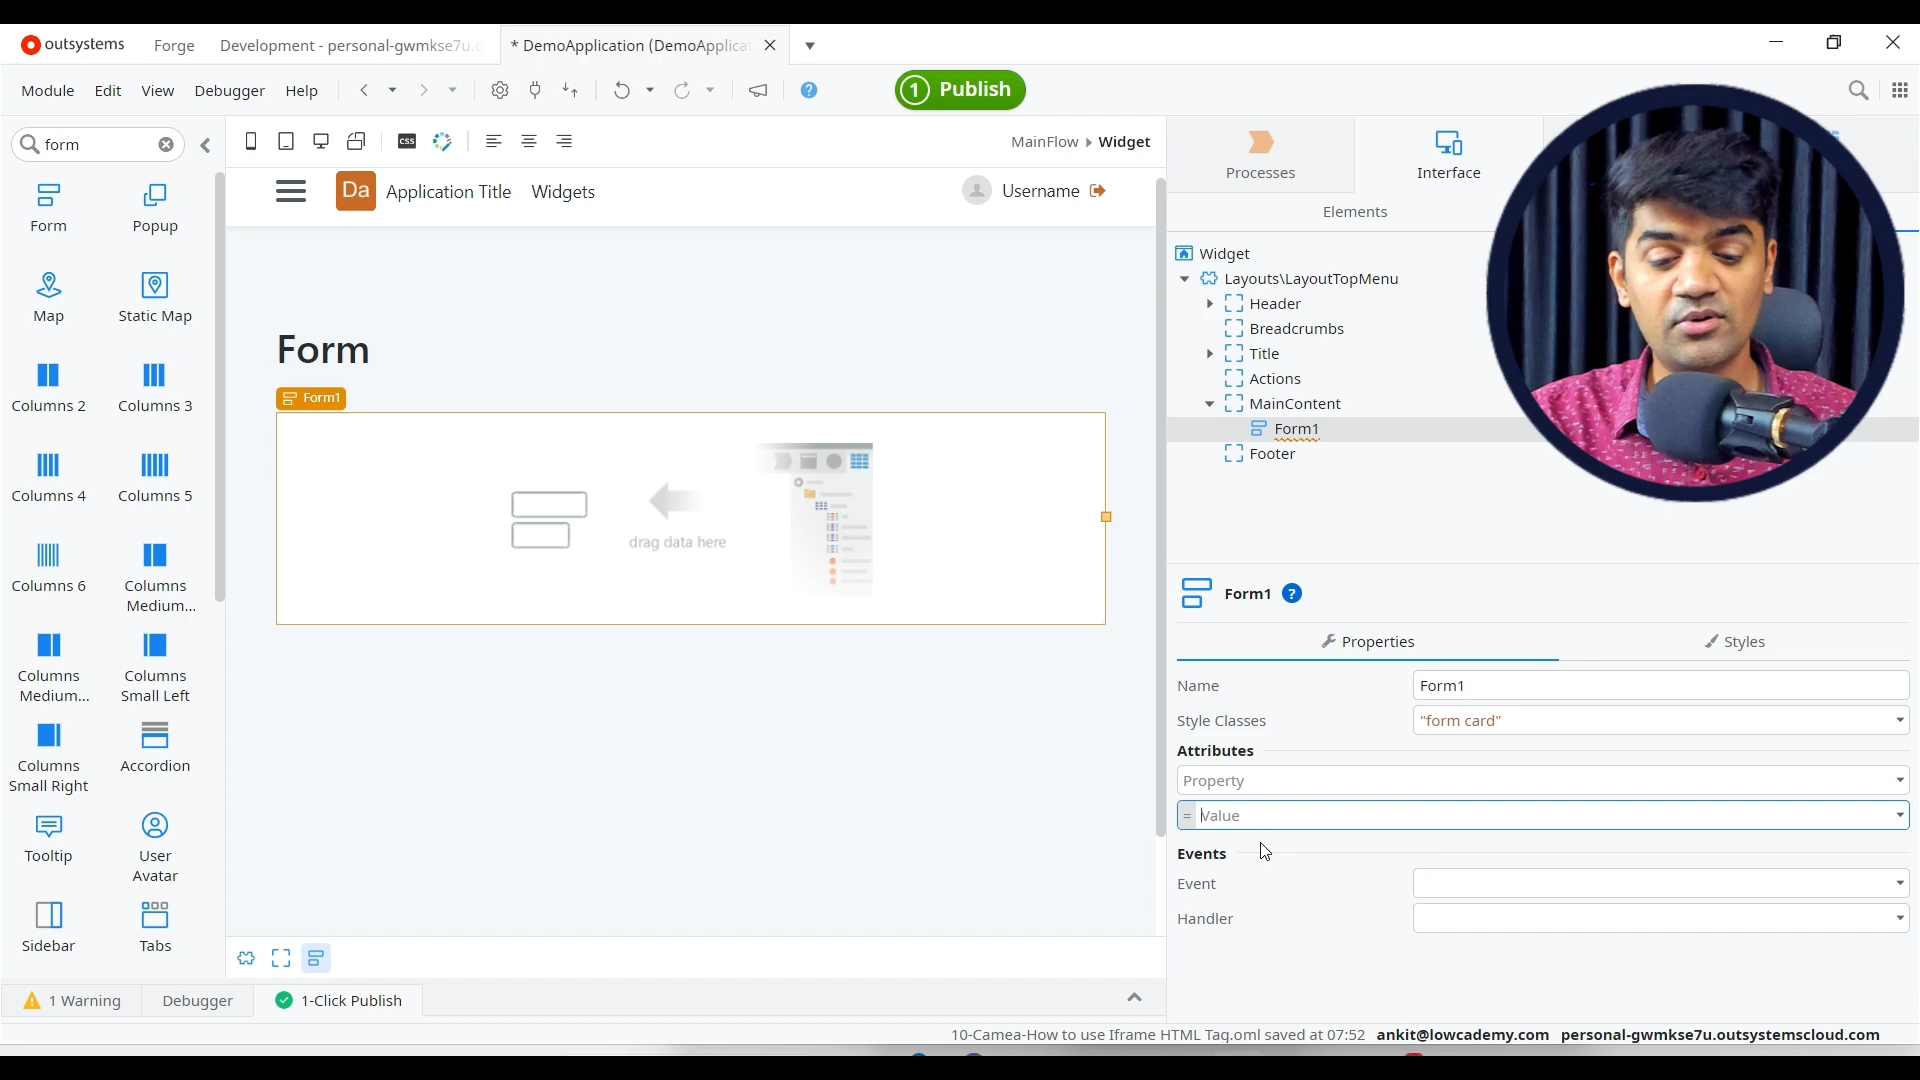 outsystems
Forge
Development - personal-gwmkse7u.o
* DemoApplication (DemoApplicat
Module
Edit
View
Debugger
Help
1 Publish
form
css
MainFlow
Widget
Processes
Interface
Elements
Form
Popup
Map
Static Map
Columns 2
Columns 3
Columns 4
Columns 5
Columns 6
Columns
Medium...
Columns
Medium...
Columns
Small Left
Columns
Small Right
Accordion
Tooltip
User
Avatar
Sidebar
Tabs
Da
Application Title
Widgets
Username
Form
Form1
drag data here
Widget
Layouts\LayoutTopMenu
Header
Breadcrumbs
Title
Actions
MainContent
Form1
Footer
Form1 ?
Properties
Styles
Name
Form1
Style Classes
"form card"
Attributes
Property
= Value
Events
Event
Handler
1 Warning
Debugger
1-Click Publish
10-Camea-How to use Iframe HTML Tag.oml saved at 07:52
ankit@lowcademy.com
personal-gwmkse7u.outsystemscloud.com